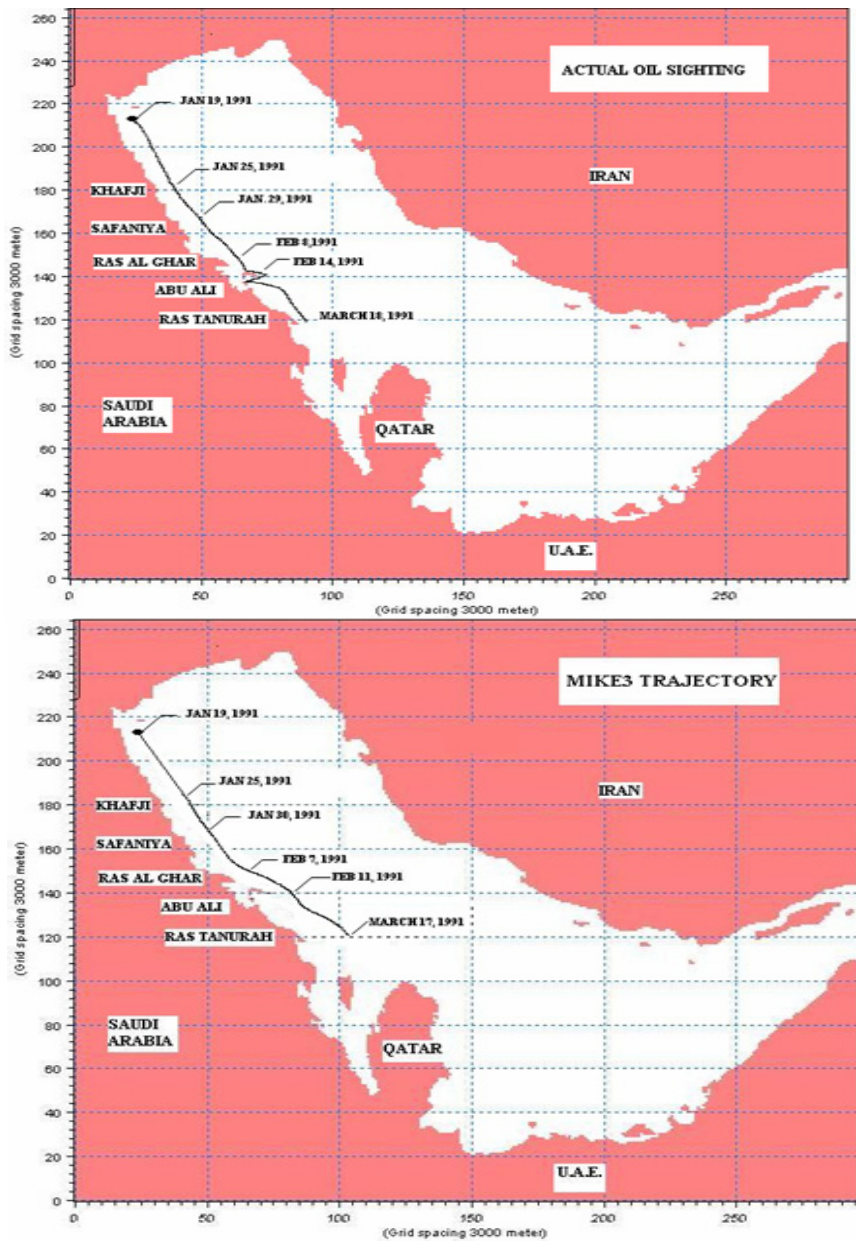 260
240
220
200
180
160
140
120
100
80
60
40
20
0
(Grid spacing 3000 meter)
ACTUAL OIL SIGHTING
JAN 19, 1991
IRAN
JAN 25, 1991
KHAFJI
JAN. 29, 1991
SAFANIYA
FEB 8,1991
RAS AL GHAR
FEB 14, 1991
ABU ALI
RAS TANURAH
MARCH 18, 1991
SAUDI
ARABIA
QATAR
U.A.E.
0 50 100 150 200 250
(Grid spacing 3000 meter)
260
240
220
200
180
160
140
120
100
80
60
40
20
0
(Grid spacing 3000 meter)
MIKE3 TRAJECTORY
JAN 19, 1991
JAN 25, 1991
IRAN
KHAFJI
JAN 30, 1991
SAFANIYA
FEB 7, 1991
RAS AL GHAR
FEB 11, 1991
ABU ALI
MARCH 17, 1991
RAS TANURAH
SAUDI
ARABIA
QATAR
U.A.E.
0 50 100 150 200 250
(Grid spacing 3000 meter)